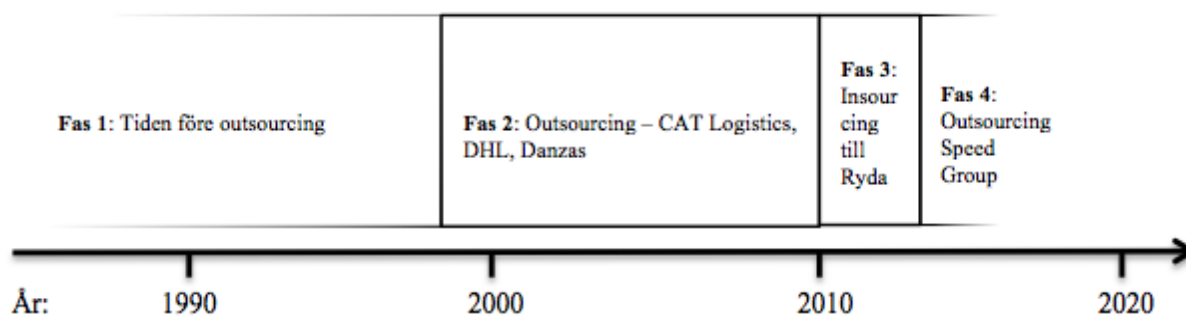 Fas 1: Tiden före outsourcing
Fas 2: Outsourcing – CAT Logistics,
DHL, Danzas
Fas 3:
Insour
cing
till
Ryda
Fas 4:
Outsourcing
Speed
Group
År: 1990 2000 2010 2020